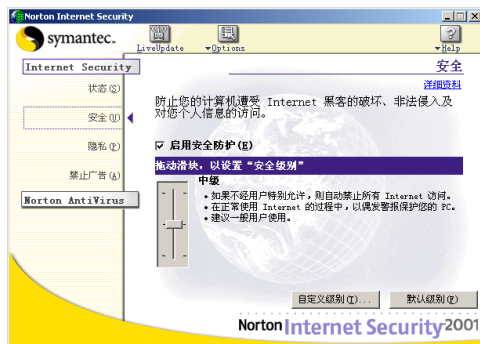 Norton Internet Security
symantec.
LiveUpdate
Options
Help
Internet Security
安全
状态(S)
详细资料
安全(U)
防止您的计算机遭受 Internet 黑客的破坏、非法侵入及
对您个人信息的访问。
隐私(P)
启用安全防护(E)
禁止广告(A)
拖动滑块，以设置“安全级别”
Norton AntiVirus
中级
• 如果不经用户特别允许，则自动禁止所有 Internet 访问。
• 在正常使用 Internet 的过程中，以偶发警报保护您的 PC。
• 建议一般用户使用。
自定义级别(T)...
默认级别(F)
Norton Internet Security 2001